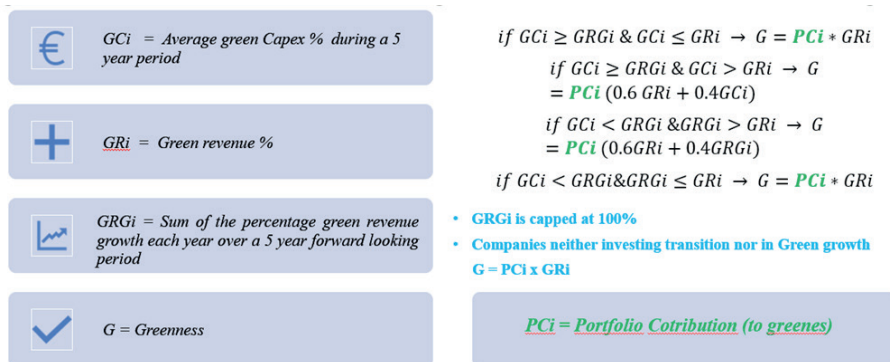 €
GCi = Average green Capex % during a 5
year period
GRi = Green revenue %
GRGi = Sum of the percentage green revenue
growth each year over a 5 year forward looking
period
G = Greenness
if GCi ≥ GRGi & GCi ≤ GRi → G = PCi * GRi
if GCi ≥ GRGi & GCi > GRi → G
= PCi (0.6 GRi + 0.4GCi)
if GCi < GRGi &GRGi > GRi → G
= PCi (0.6GRi + 0.4GRGi)
if GCi < GRGi&GRGi ≤ GRi → G = PCi * GRi
• GRGi is capped at 100%
• Companies neither investing transition nor in Green growth
G = PCi x GRi
PCi = Portfolio Cotribution (to greenes)